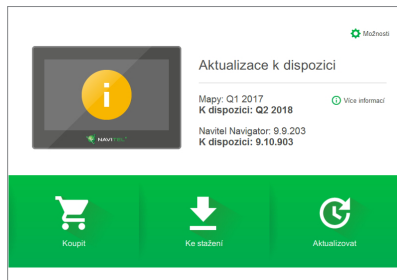 Možnosti
Aktualizace k dispozici
Mapy: Q1 2017
Více informací
K dispozici: Q2 2018
Navitel Navigator: 9.9.203
K dispozici: 9.10.903
NAVITEL
Koupit
Ke stažení
Aktualizovat